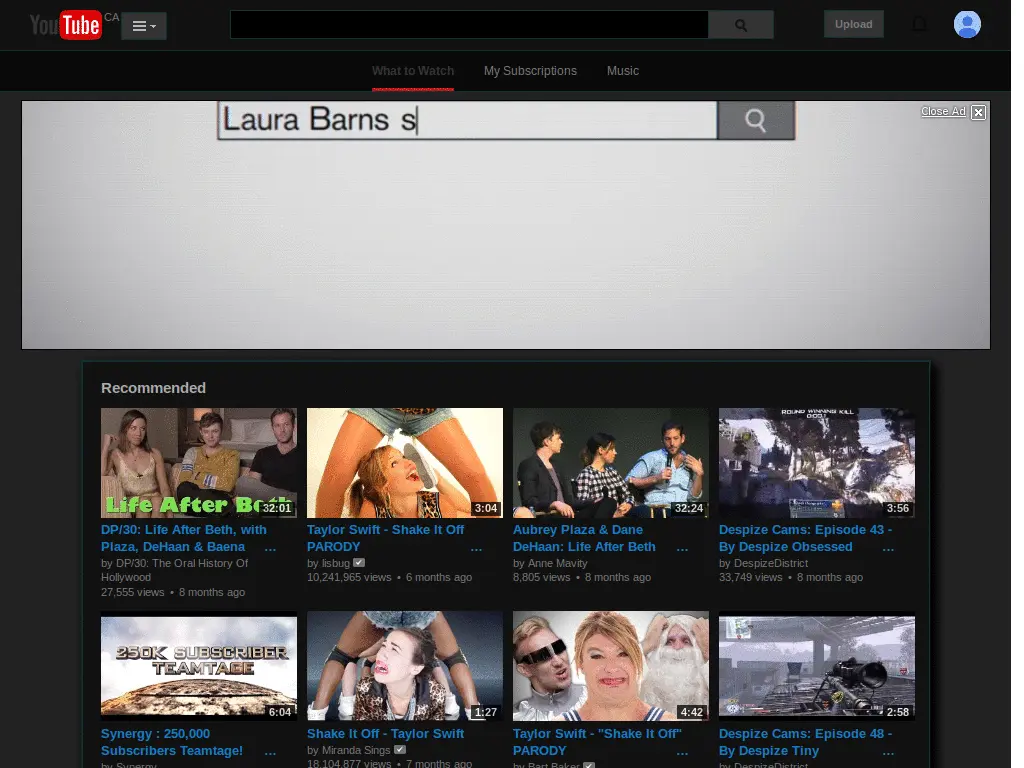 YouTube CA
Upload
What to Watch My Subscriptions Music
Laura Barns s
Close Ad
Recommended
Life After Beth
32:01
3:04
32:24
ROUND WINNING KILL
3:56
DP/30: Life After Beth, with
Plaza, DeHaan & Baena ...
by DP/30: The Oral History Of
Hollywood
27,555 views • 8 months ago
Taylor Swift - Shake It Off
PARODY ...
by lisbug
10,241,965 views • 6 months ago
Aubrey Plaza & Dane
DeHaan: Life After Beth ...
by Anne Mavity
8,805 views • 8 months ago
Despize Cams: Episode 43 -
By Despize Obsessed ...
by DespizeDistrict
33,749 views • 8 months ago
250K SUBSCRIBER
TEAMTAGE
6:04
1:27
4:42
2:58
Synergy : 250,000
Subscribers Teamtage! ...
by Synergy
Shake It Off - Taylor Swift
by Miranda Sings
18,104,877 views • 7 months ago
Taylor Swift - "Shake It Off"
PARODY ...
by Bart Baker
Despize Cams: Episode 48 -
By Despize Tiny ...
by DespizeDistrict